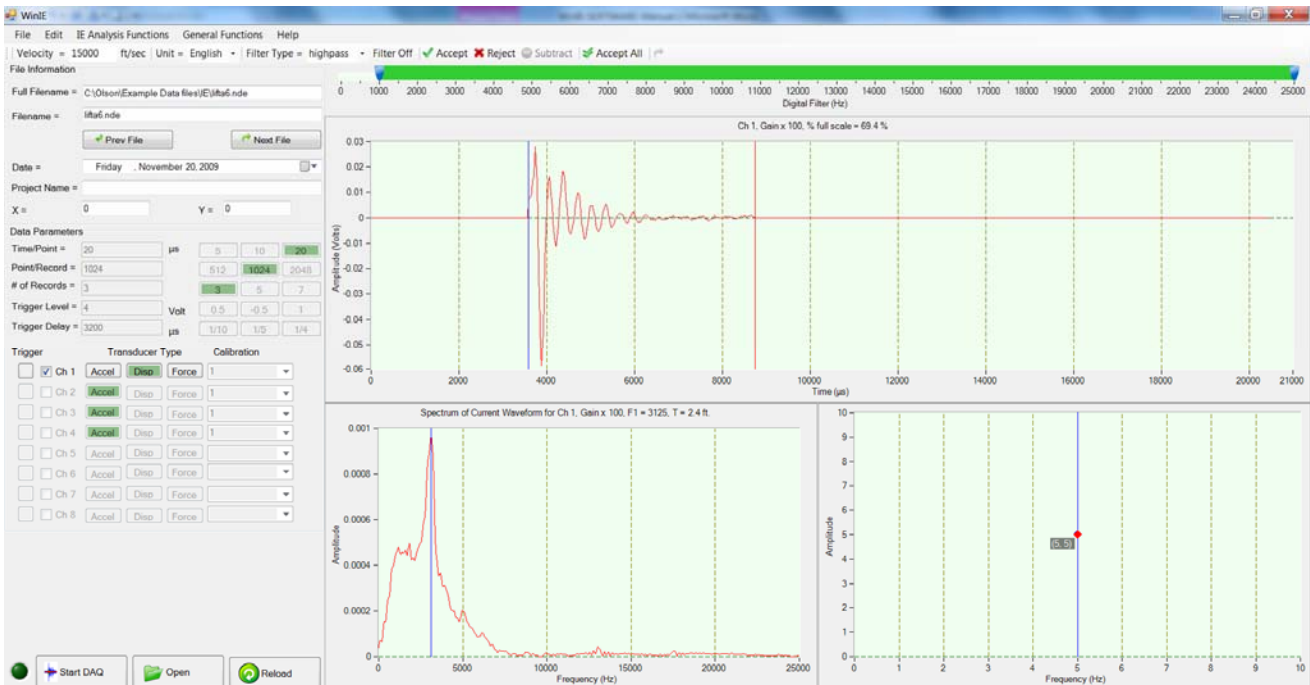 WinIE
File Edit IE Analysis Functions General Functions Help
Velocity = 15000 ft/sec Unit = English Filter Type = highpass Filter Off Accept Reject Subtract Accept All
File Information
Full Filename = C:\Olson\Example Data files\IE\lifta6.nde
Filename = lifta6.nde
Prev File Next File
Date = Friday , November 20, 2009
Project Name =
X = 0 Y = 0
Data Parameters
Time/Point = 20 µs 5 10 20
Point/Record = 1024 512 1024 2048
# of Records = 3 3 5 7
Trigger Level = 4 Volt 0.5 -0.5 1
Trigger Delay = 3200 µs 1/10 1/5 1/4
Trigger Transducer Type Calibration
Ch 1 Accel Disp Force 1
Ch 2 Accel Disp Force 1
Ch 3 Accel Disp Force 1
Ch 4 Accel Disp Force 1
Ch 5 Accel Disp Force
Ch 6 Accel Disp Force
Ch 7 Accel Disp Force
Ch 8 Accel Disp Force
Start DAQ Open Reload
0 1000 2000 3000 4000 5000 6000 7000 8000 9000 10000 11000 12000 13000 14000 15000 16000 17000 18000 19000 20000 21000 22000 23000 24000 25000
Digital Filter (Hz)
Ch 1, Gain x 100, % full scale = 69.4 %
Amplitude (Volts)
0.03
0.02
0.01
0
-0.01
-0.02
-0.03
-0.04
-0.05
-0.06
0 2000 4000 6000 8000 10000 12000 14000 16000 18000 20000 21000
Time (µs)
Spectrum of Current Waveform for Ch 1, Gain x 100, F1 = 3125, T = 2.4 ft.
Amplitude
0.001
0.0008
0.0006
0.0004
0.0002
0
0 5000 10000 15000 20000 25000
Frequency (Hz)
Amplitude
10
9
8
7
6
5
4
3
2
1
0
(5, 5)
0 1 2 3 4 5 6 7 8 9 10
Frequency (Hz)